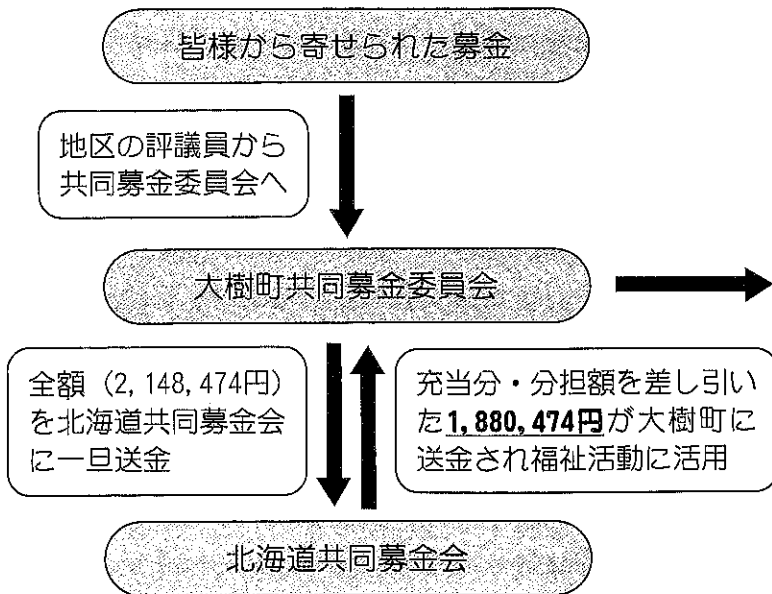 皆様から寄せられた募金
地区の評議員から
共同募金委員会へ
大樹町共同募金委員会
全額（2,148,474円）
を北海道共同募金会
に一旦送金
充当分・分担額を差し引い
た1,880,474円が大樹町に
送金され福祉活動に活用
北海道共同募金会